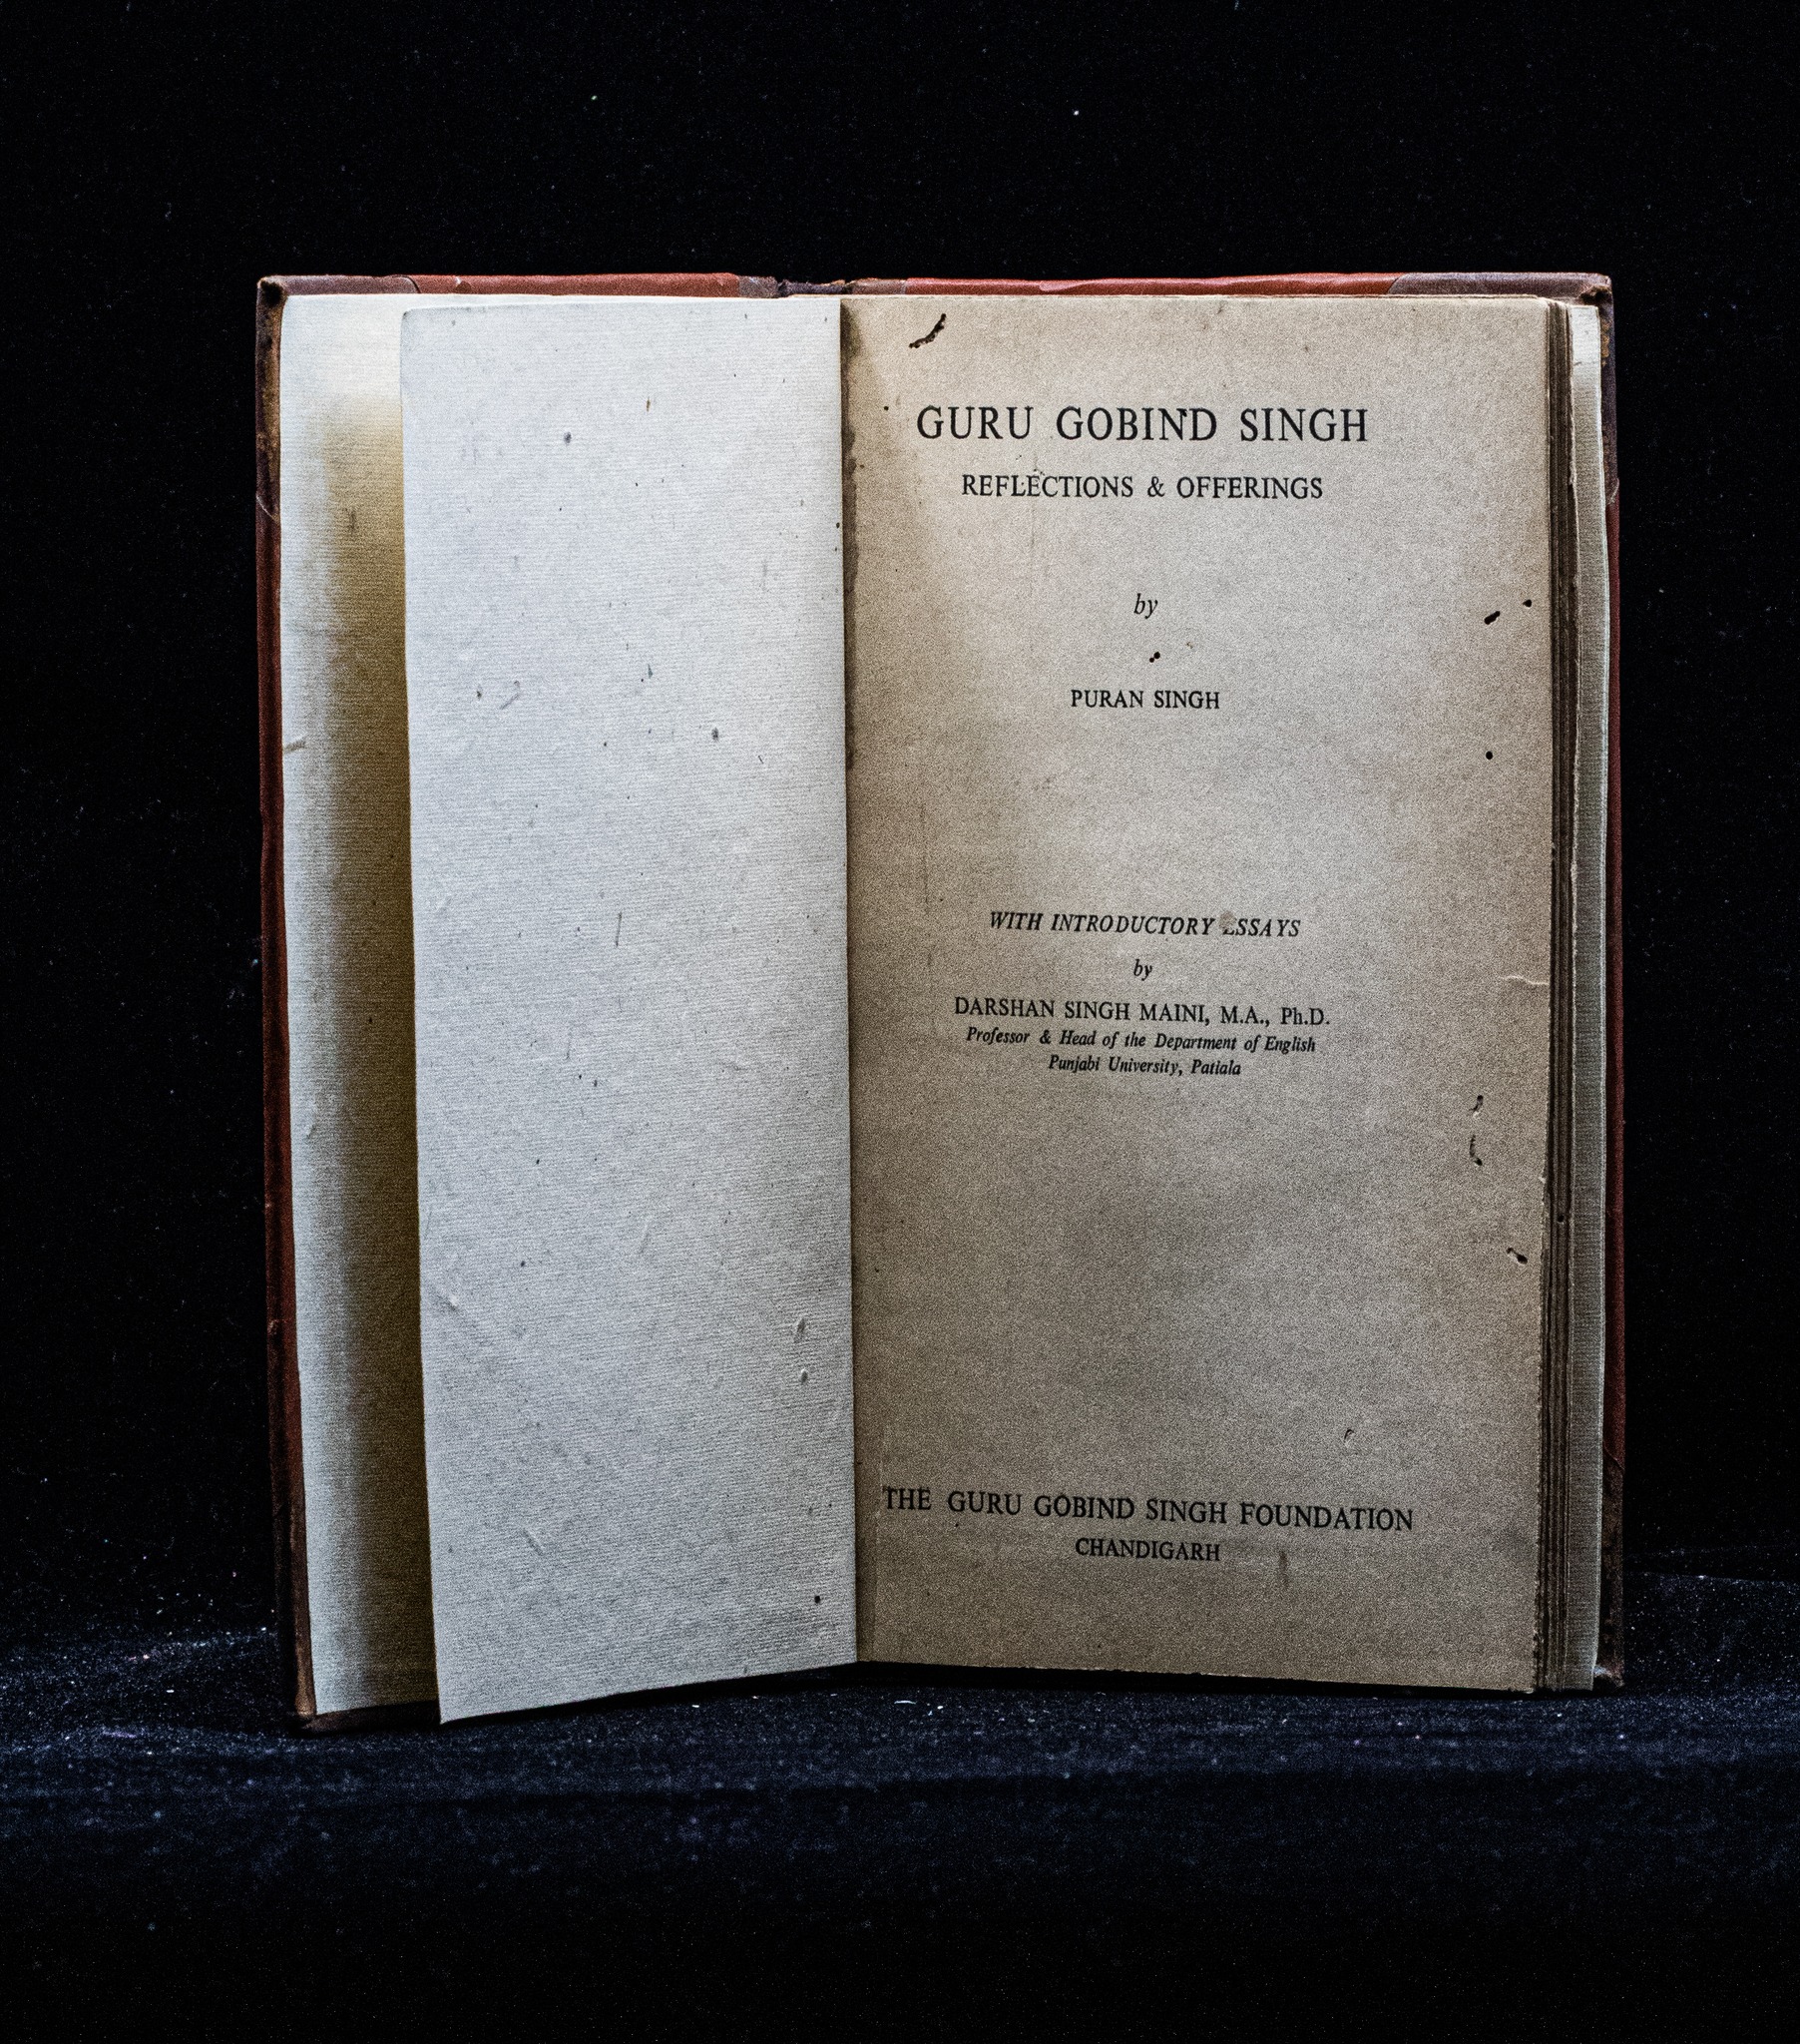 GURU GOBIND SINGH
REFLECTIONS & OFFERINGS
by
PURAN SINGH
WITH INTRODUCTORY ESSAYS
by
DARSHAN SINGH MAINI, M.A., Ph.D.
Professor & Head of the Department of English
Punjabi University, Patiala
THE GURU GOBIND SINGH FOUNDATION
CHANDIGARH